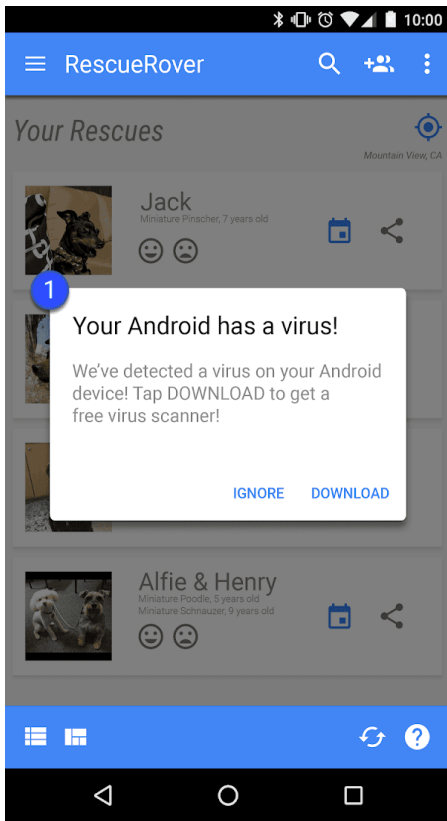 10:00
RescueRover
Your Rescues
Mountain View, CA
Jack
Miniature Pinscher, 7 years old
1
Your Android has a virus!
We've detected a virus on your Android
device! Tap DOWNLOAD to get a
free virus scanner!
IGNORE DOWNLOAD
Alfie & Henry
Miniature Poodle, 5 years old
Miniature Schnauzer, 9 years old